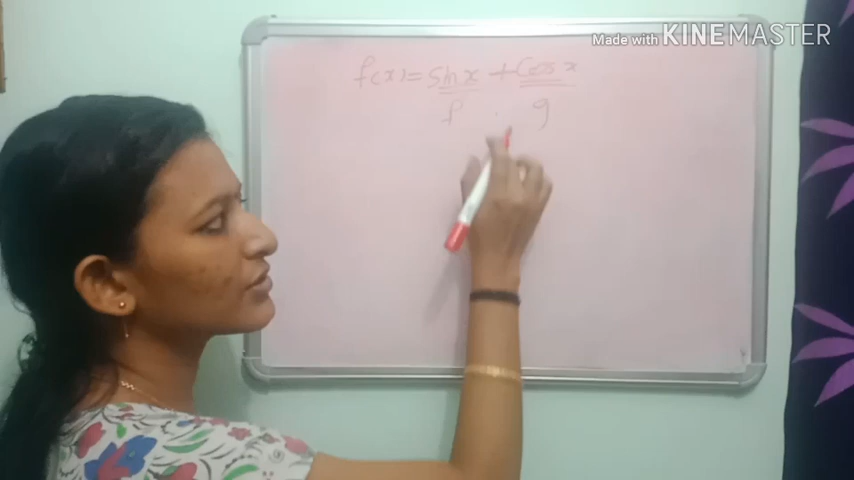 Made with KINEMASTER
f(x) = Sin x + Cos x
f . g